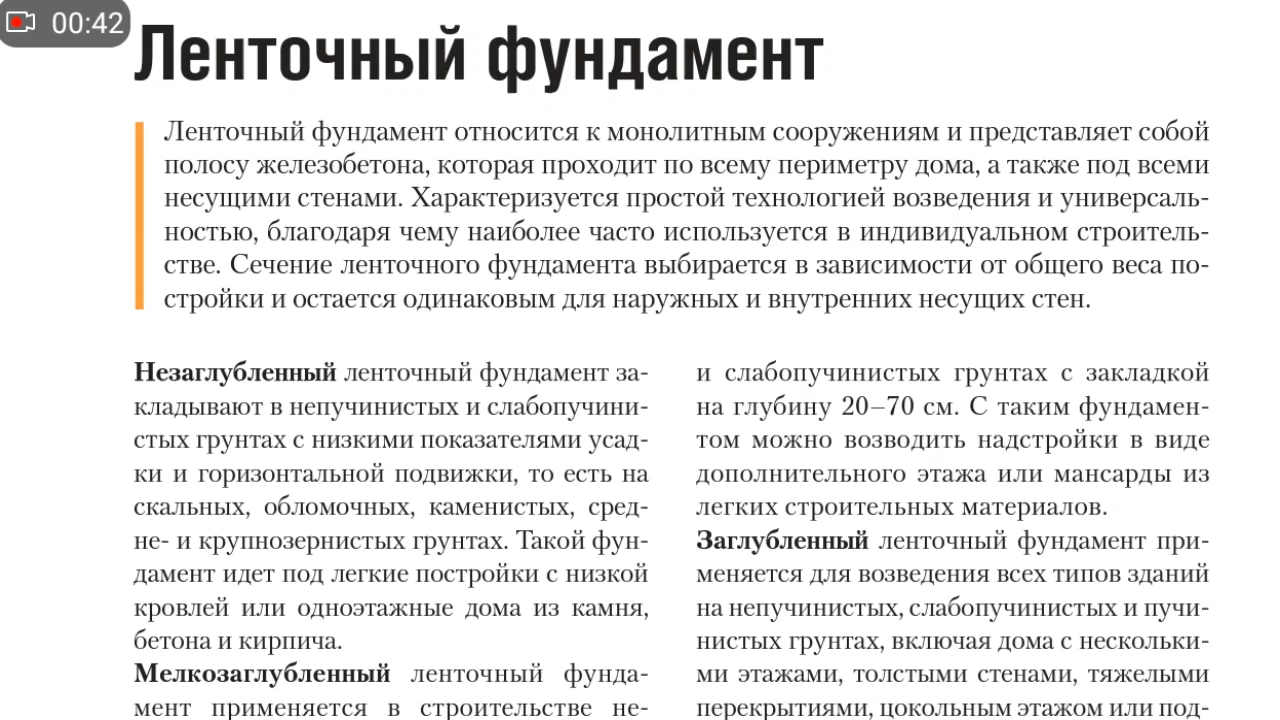 00:42
Ленточный фундамент
Ленточный фундамент относится к монолитным сооружениям и представляет собой
полосу железобетона, которая проходит по всему периметру дома, а также под всеми
несущими стенами. Характеризуется простой технологией возведения и универсаль-
ностью, благодаря чему наиболее часто используется в индивидуальном строитель-
стве. Сечение ленточного фундамента выбирается в зависимости от общего веса по-
стройки и остается одинаковым для наружных и внутренних несущих стен.
Незаглубленный ленточный фундамент за-
кладывают в непучинистых и слабопучини-
стых грунтах с низкими показателями усад-
ки и горизонтальной подвижки, то есть на
скальных, обломочных, каменистых, сред-
не- и крупнозернистых грунтах. Такой фун-
дамент идет под легкие постройки с низкой
кровлей или одноэтажные дома из камня,
бетона и кирпича.
Мелкозаглубленный ленточный фунда-
мент применяется в строительстве не-
и слабопучинистых грунтах с закладкой
на глубину 20–70 см. С таким фундамен-
том можно возводить надстройки в виде
дополнительного этажа или мансарды из
легких строительных материалов.
Заглубленный ленточный фундамент при-
меняется для возведения всех типов зданий
на непучинистых, слабопучинистых и пучи-
нистых грунтах, включая дома с нескольки-
ми этажами, толстыми стенами, тяжелыми
перекрытиями, цокольным этажом или под-